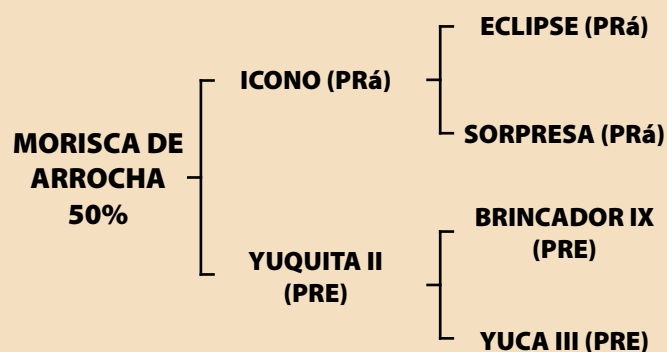 MORISCA DE
ARROCHA
50%
ICONO (PRá)
YUQUITA II
(PRE)
ECLIPSE (PRá)
SORPRESA (PRá)
BRINCADOR IX
(PRE)
YUCA III (PRE)